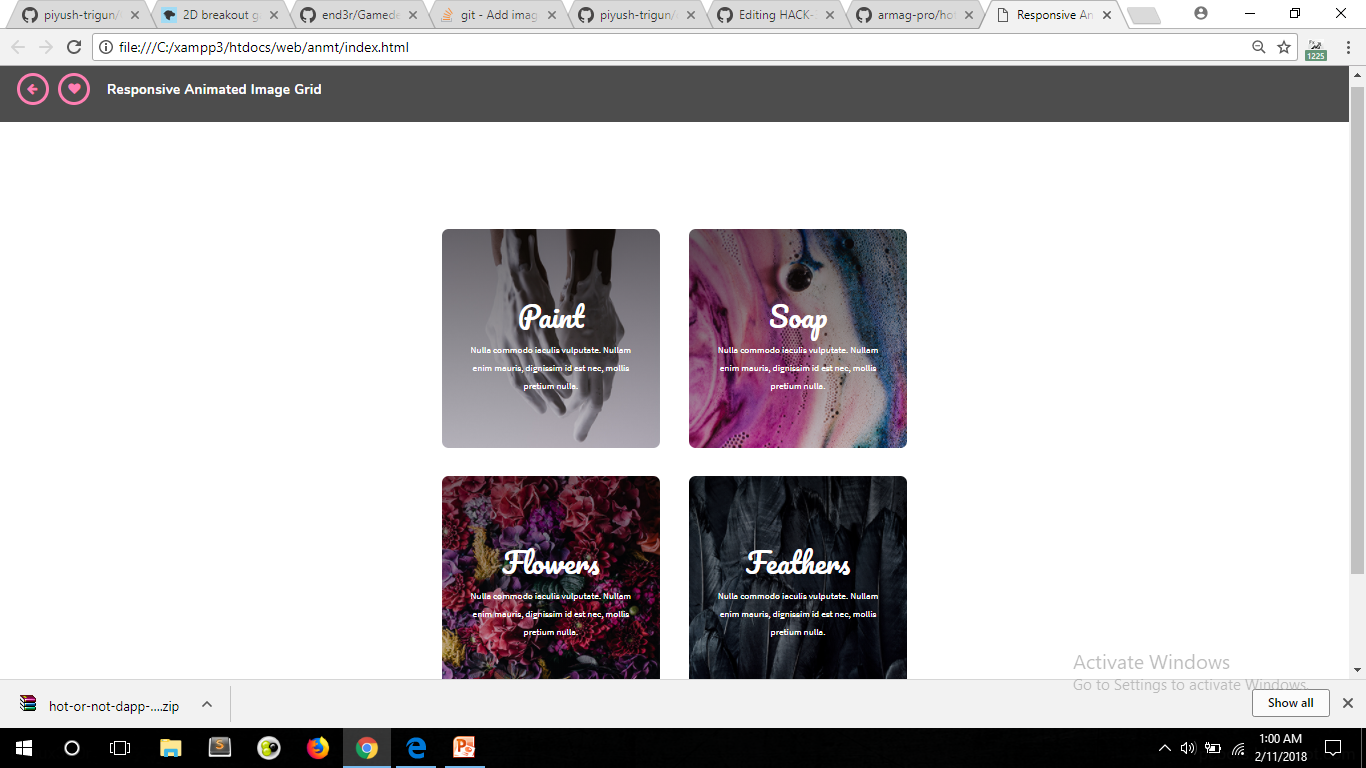 piyush-trigun/
2D breakout g
end3r/Gamede
git - Add imag
piyush-trigun/
Editing HACK-
armag-pro/hot
Responsive An
file:///C:/xampp3/htdocs/web/anmt/index.html
1225
Responsive Animated Image Grid
Paint
Nulla commodo iaculis vulputate. Nullam
enim mauris, dignissim id est nec, mollis
pretium nulla.
Soap
Nulla commodo iaculis vulputate. Nullam
enim mauris, dignissim id est nec, mollis
pretium nulla.
Flowers
Nulla commodo iaculis vulputate. Nullam
enim mauris, dignissim id est nec, mollis
pretium nulla.
Feathers
Nulla commodo iaculis vulputate. Nullam
enim mauris, dignissim id est nec, mollis
pretium nulla.
Activate Windows
Go to Settings to activate Windows.
hot-or-not-dapp-....zip
Show all
1:00 AM
2/11/2018